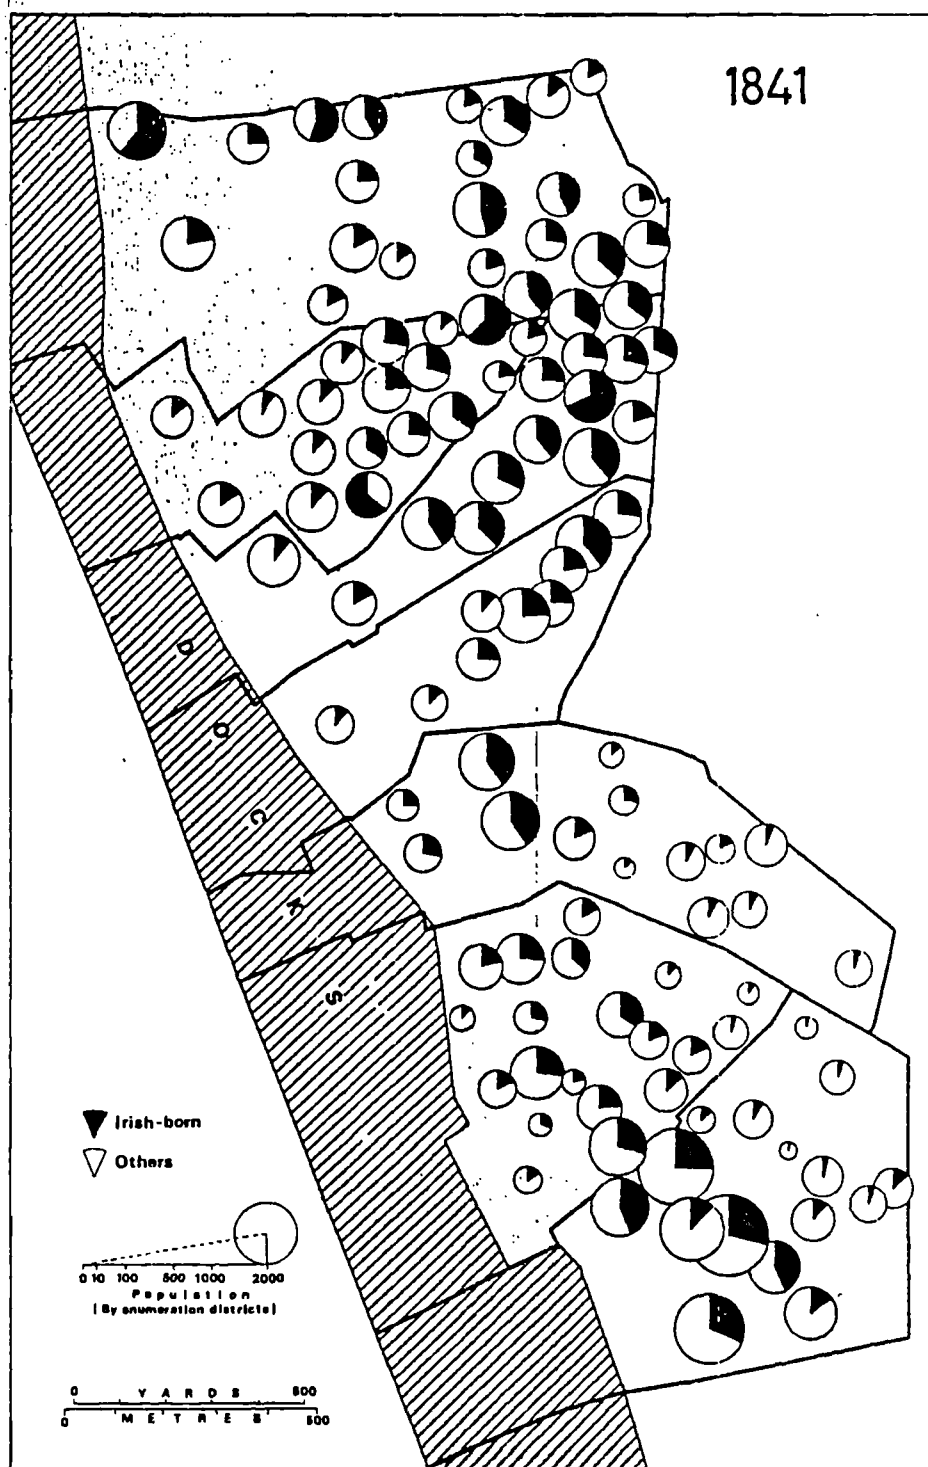 1841
D
O
C
K
S
Irish-born
Others
0 10 100 500 1000 2000
Population
(By enumeration districts)
0 YARDS 500
0 METRES 500